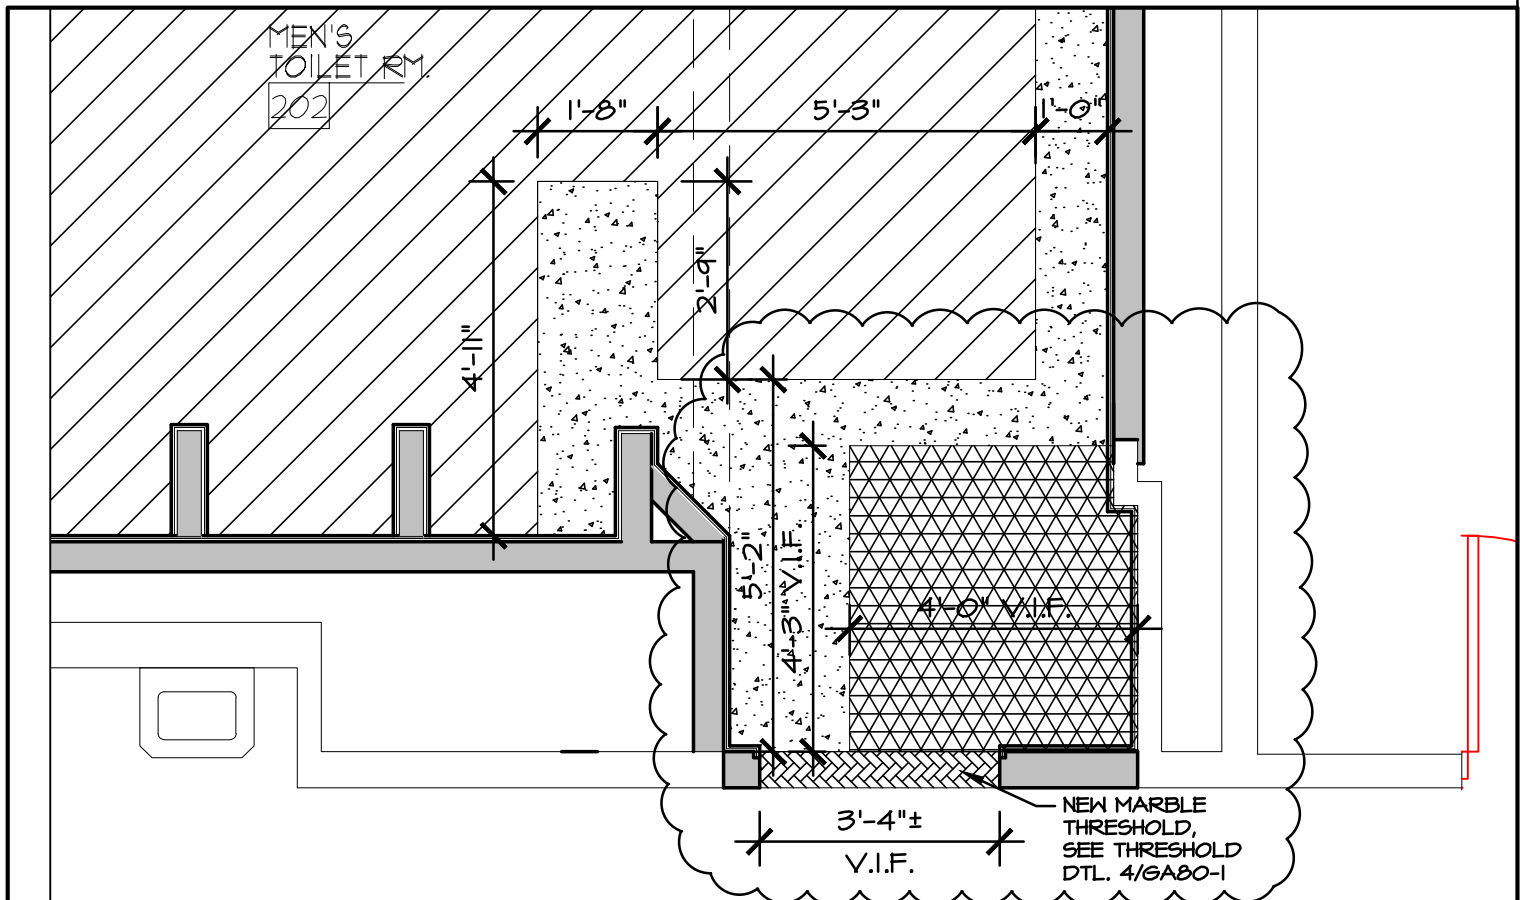 MEN'S
TOILET RM.
202
1'-8"
5'-3"
1'-0"
2'-9"
4'-11"
5'-2"
4'-3" V.I.F.
4'-0" V.I.F.
3'-4"±
V.I.F.
NEW MARBLE
THRESHOLD,
SEE THRESHOLD
DTL. 4/GA80-1